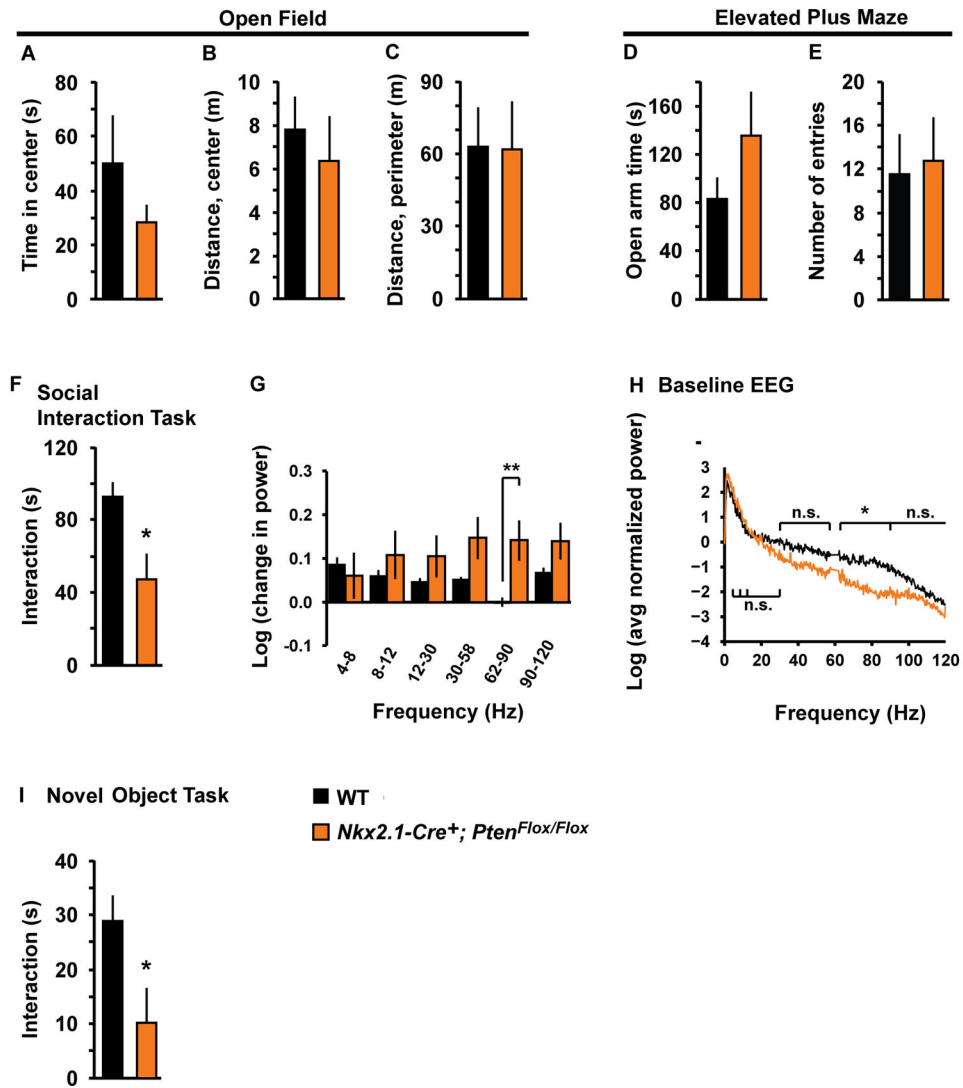 Open Field
Elevated Plus Maze
A
B
C
D
E
Time in center (s)
80
60
40
20
0
Distance, center (m)
10
8
6
4
2
0
Distance, perimeter (m)
90
60
30
0
Open arm time (s)
160
120
80
40
0
Number of entries
20
16
12
8
4
0
F Social
Interaction Task
Interaction (s)
120
80
40
0
*
G
Log (change in power)
0.3
0.2
0.1
0.0
-0.1
**
4-8
8-12
12-30
30-58
62-90
90-120
Frequency (Hz)
H Baseline EEG
Log (avg normalized power)
-
3
2
1
0
−1
−2
−3
−4
n.s.
*
n.s.
n.s.
0 20 40 60 80 100 120
Frequency (Hz)
I Novel Object Task
Interaction (s)
40
30
20
10
0
*
WT
Nkx2.1-Cre+; PtenFlox/Flox